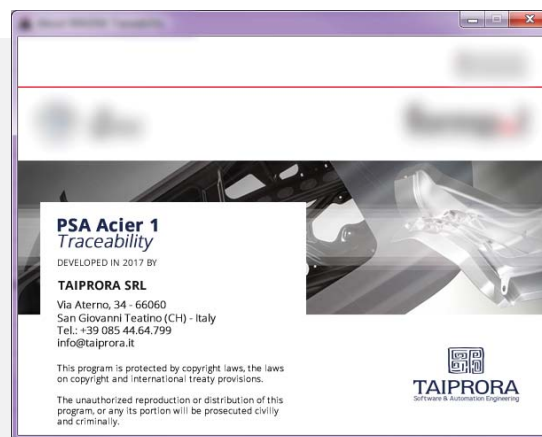 PSA Acier 1
Traceability
DEVELOPED IN 2017 BY
TAIPRORA SRL
Via Aterno, 34 - 66060
San Giovanni Teatino (CH) - Italy
Tel.: +39 085 44.64.799
info@taiprora.it
This program is protected by copyright laws, the laws
on copyright and international treaty provisions.
The unauthorized reproduction or distribution of this
program, or any its portion will be prosecuted civilly
and criminally.
TAIPRORA
Software & Automation Engineering